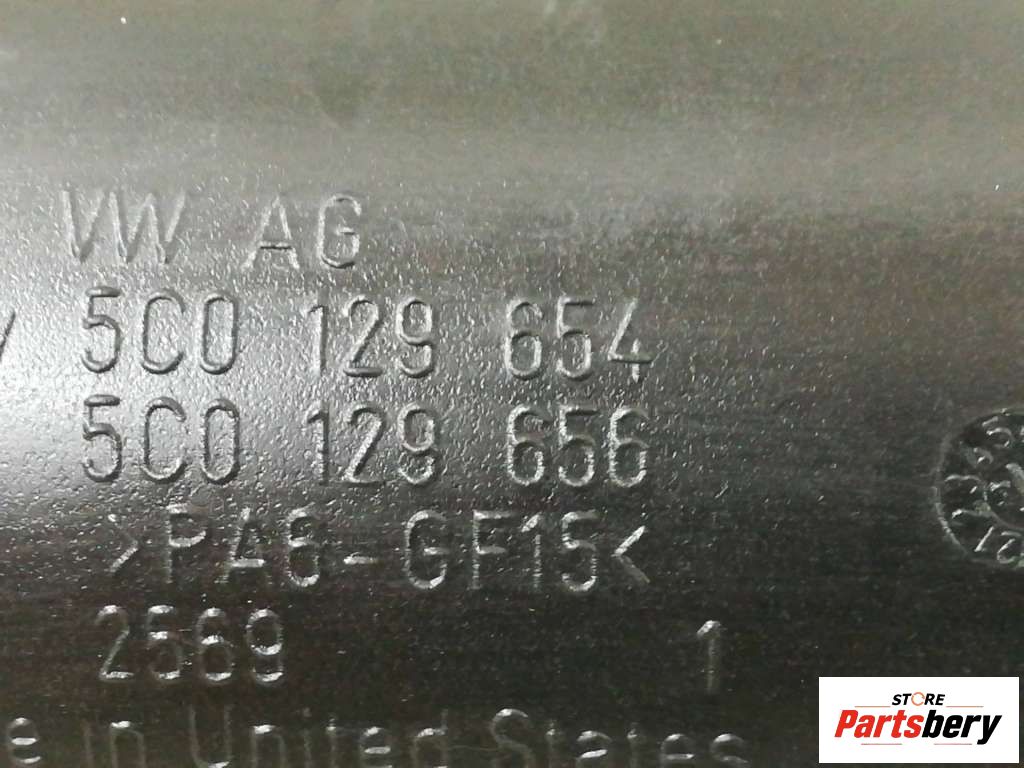 VW AG
5C0 129 654
5C0 129 656
>PA6-GF15<
2569 1
e in United States
STORE
Partsbery